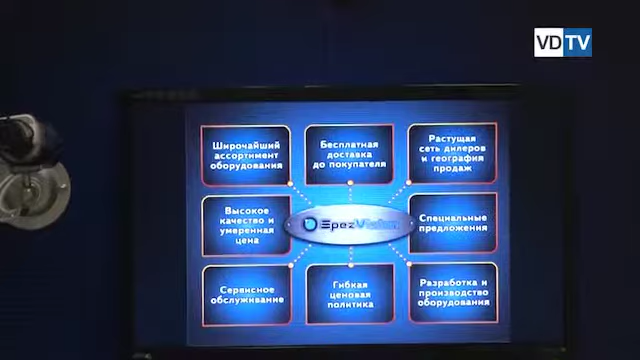 VDTV
Широчайший
ассортимент
оборудования
Бесплатная
доставка
до покупателя
Растущая
сеть дилеров
и география
продаж
Высокое
качество и
умеренная
цена
SpezVision
Специальные
предложения
Сервисное
обслуживание
Гибкая
ценовая
политика
Разработка и
производство
оборудования